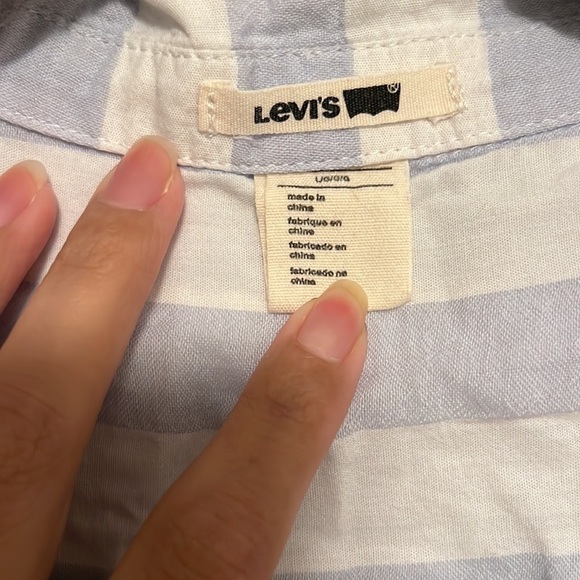 Levi's ®
L/G/G/G
made in
china
fabriqué en
chine
fabricado en
china
fabricado na
china